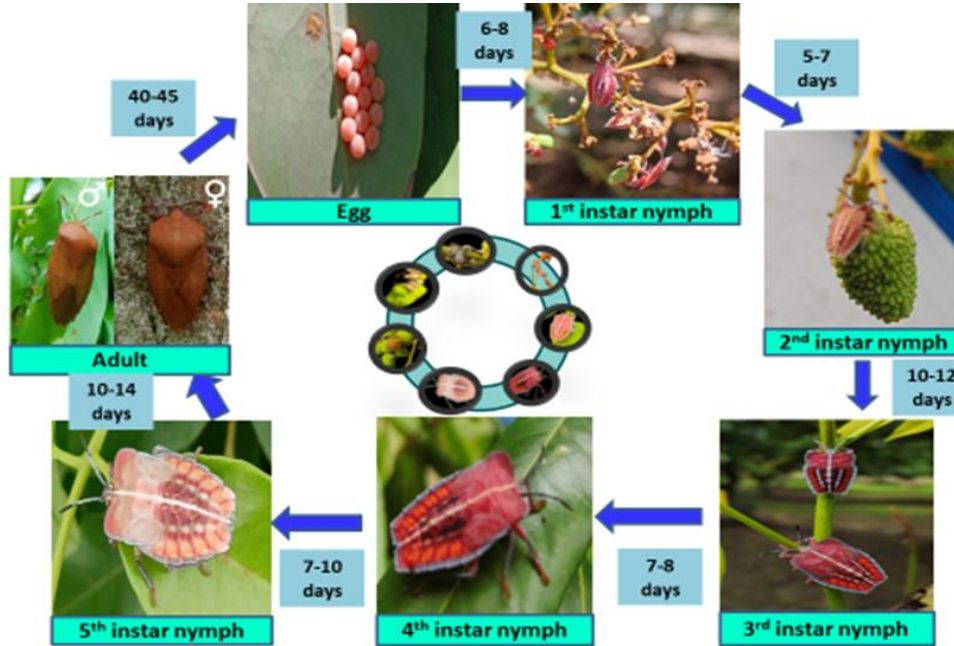 6-8
days
5-7
days
40-45
days
♂
♀
Egg
1st instar nymph
Adult
2nd instar nymph
10-14
days
10-12
days
7-10
days
7-8
days
5th instar nymph
4th instar nymph
3rd instar nymph